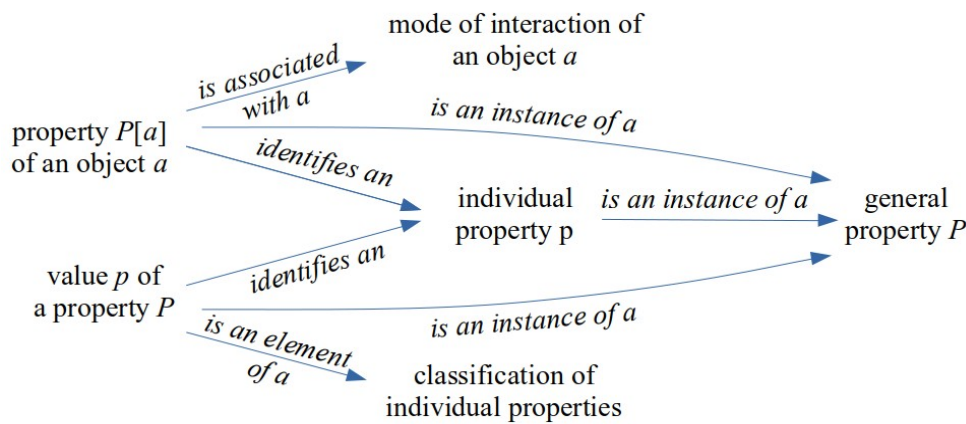 mode of interaction of
an object a
is associated
with a
is an instance of a
property P[a]
of an object a
identifies an
individual
property p
is an instance of a
general
property P
value p of
a property P
identifies an
is an instance of a
is an element
of a
classification of
individual properties